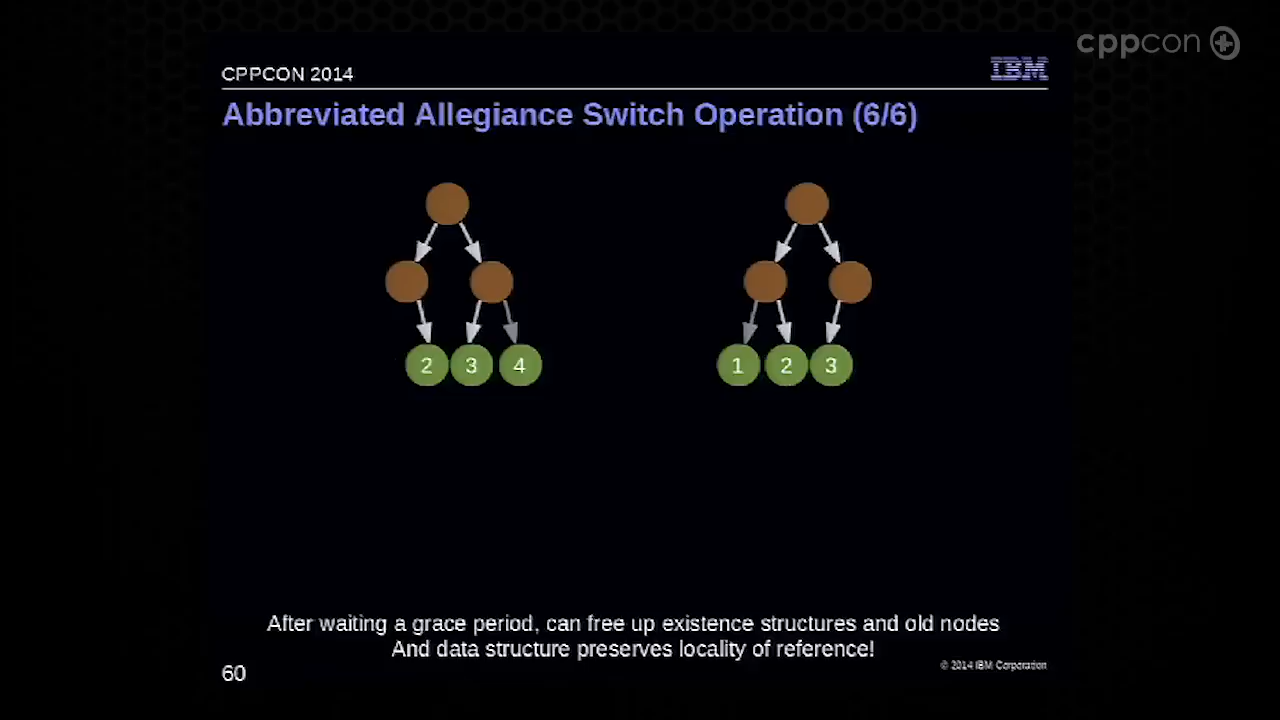 cppcon
CPPCON 2014
IBM
Abbreviated Allegiance Switch Operation (6/6)
2 3 4 1 2 3
After waiting a grace period, can free up existence structures and old nodes
And data structure preserves locality of reference!
© 2014 IBM Corporation
60